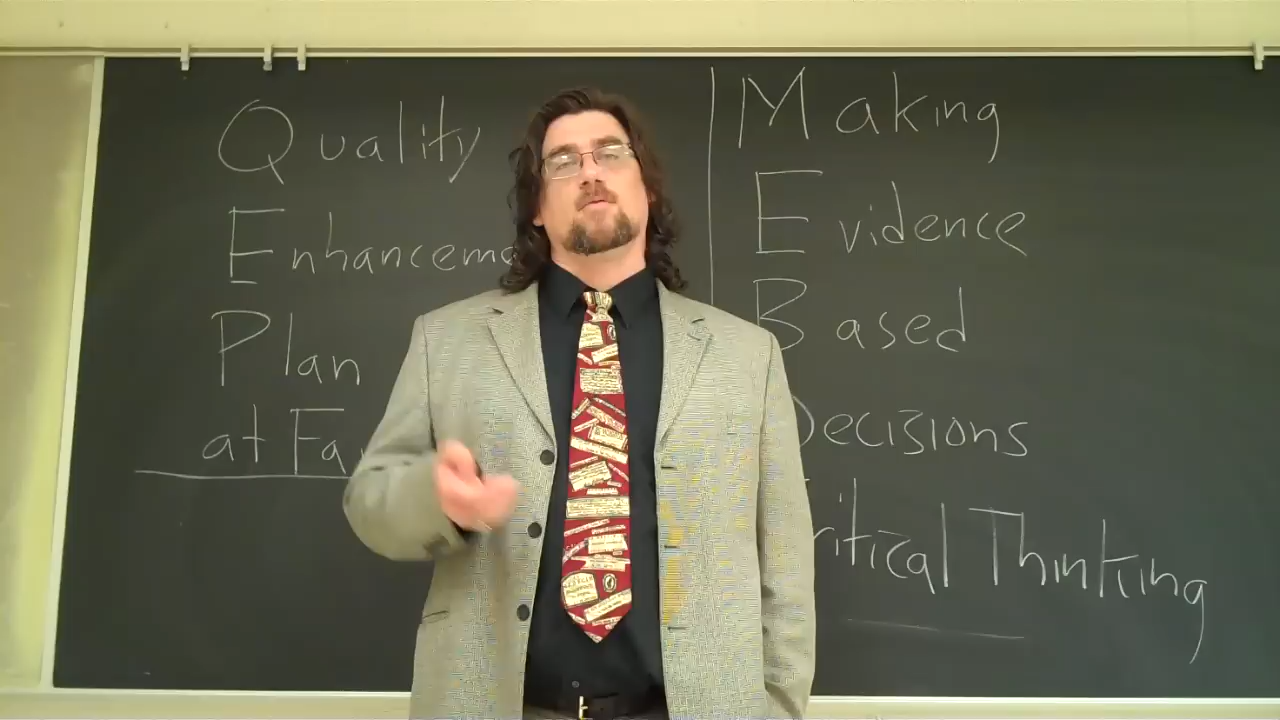 Quality
Enhanceme
Plan
at Fa
Making
Evidence
Based
Decisions
ritical Thinking